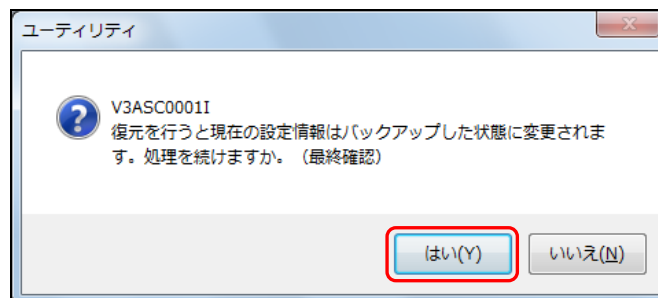 ユーティリティ
V3ASC0001I
復元を行うと現在の設定情報はバックアップした状態に変更されま
す。処理を続けますか。（最終確認）
はい(Y)
いいえ(N)